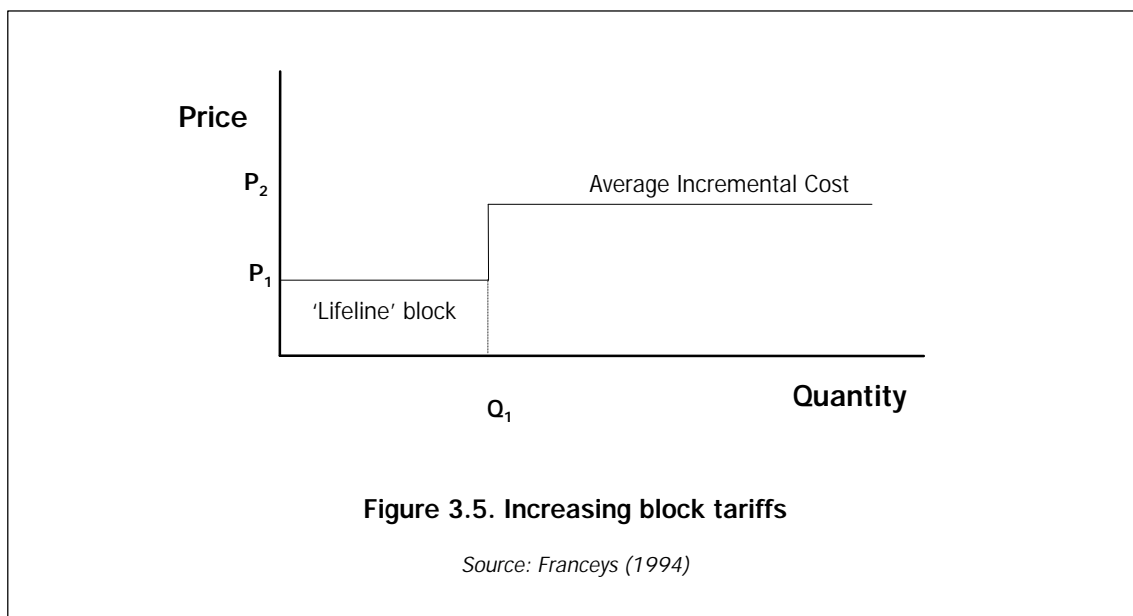 Price
P₂
Average Incremental Cost
P₁
‘Lifeline’ block
Quantity
Q₁
Figure 3.5. Increasing block tariffs
Source: Franceys (1994)